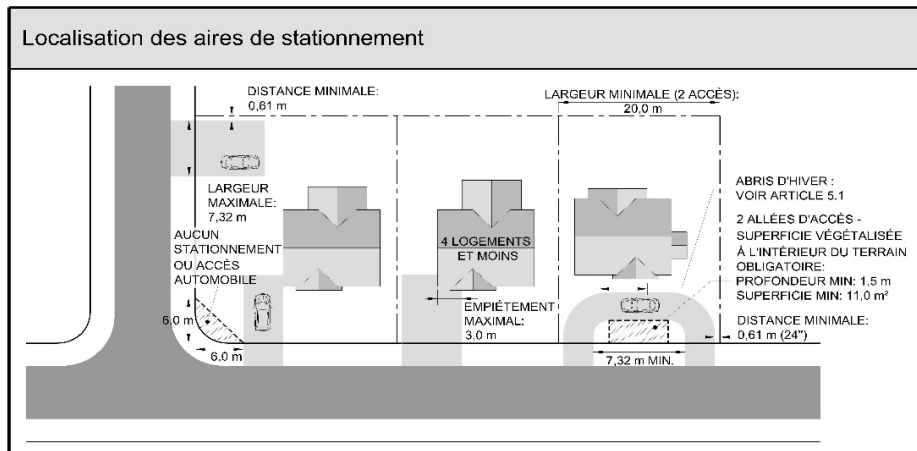 Localisation des aires de stationnement
DISTANCE MINIMALE:
0,61 m
LARGEUR MINIMALE (2 ACCÈS):
20,0 m
LARGEUR
MAXIMALE:
7,32 m
AUCUN
STATIONNEMENT
OU ACCÈS
AUTOMOBILE
6,0 m
6,0 m
4 LOGEMENTS
ET MOINS
EMPIÉTEMENT
MAXIMAL:
3,0 m
ABRIS D'HIVER :
VOIR ARTICLE 5.1
2 ALLÉES D'ACCÈS -
SUPERFICIE VÉGÉTALISÉE
À L'INTÉRIEUR DU TERRAIN
OBLIGATOIRE:
PROFONDEUR MIN: 1,5 m
SUPERFICIE MIN: 11,0 m²
DISTANCE MINIMALE:
0,61 m (24")
7,32 m MIN.